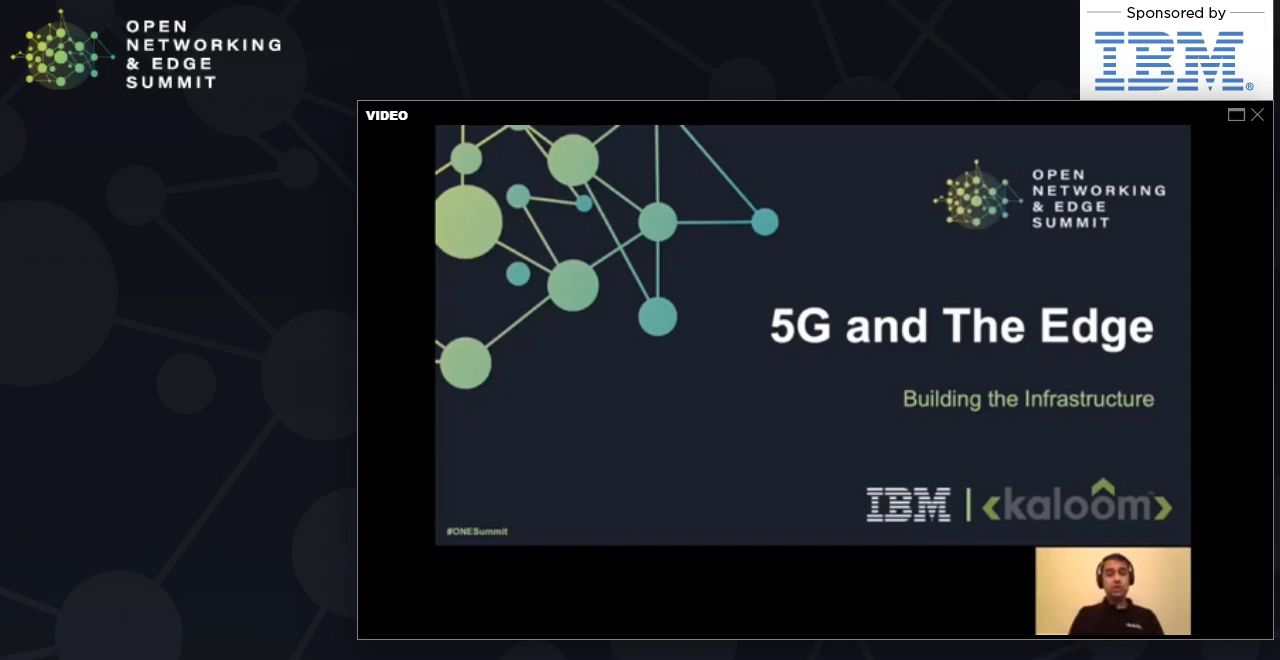 OPEN
NETWORKING
& EDGE
SUMMIT
Sponsored by
IBM®
VIDEO
OPEN
NETWORKING
& EDGE
SUMMIT
5G and The Edge
Building the Infrastructure
IBM | kaloom™
#ONESummit